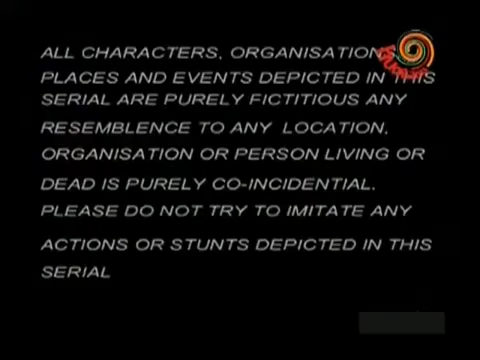 ALL CHARACTERS, ORGANISATION
PLACES AND EVENTS DEPICTED IN THIS
SERIAL ARE PURELY FICTITIOUS ANY
RESEMBLENCE TO ANY LOCATION,
ORGANISATION OR PERSON LIVING OR
DEAD IS PURELY CO-INCIDENTIAL.
PLEASE DO NOT TRY TO IMITATE ANY
ACTIONS OR STUNTS DEPICTED IN THIS
SERIAL